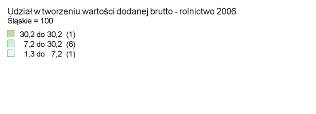 Udział w tworzeniu wartości dodanej brutto - rolnictwo 2006
Śląskie = 100
30,2 do 30,2 (1)
7,2 do 30,2 (6)
1,3 do 7,2 (1)